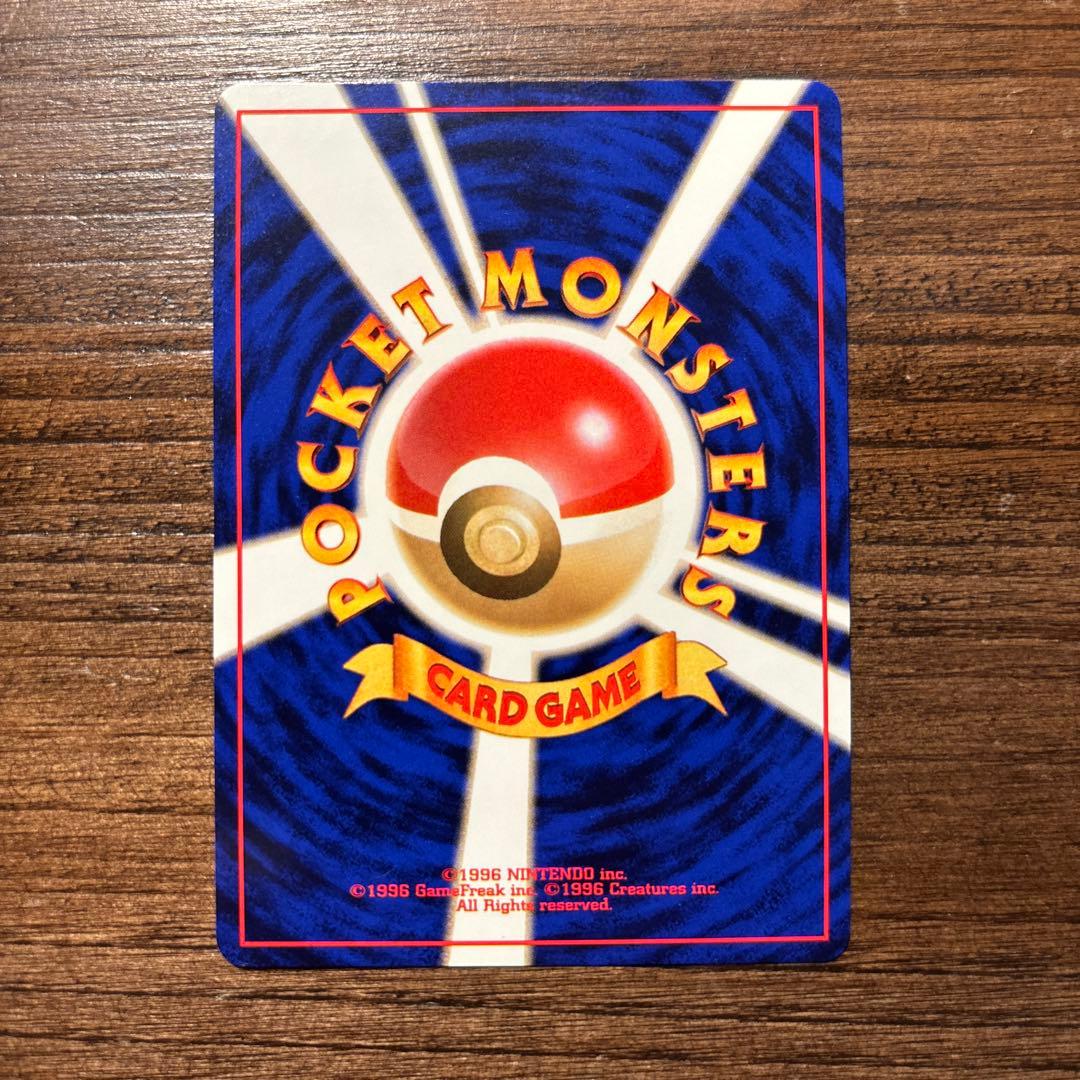 POCKET MONSTERS
CARD GAME
©1996 NINTENDO inc.
©1996 GameFreak inc. ©1996 Creatures inc.
All Rights reserved.